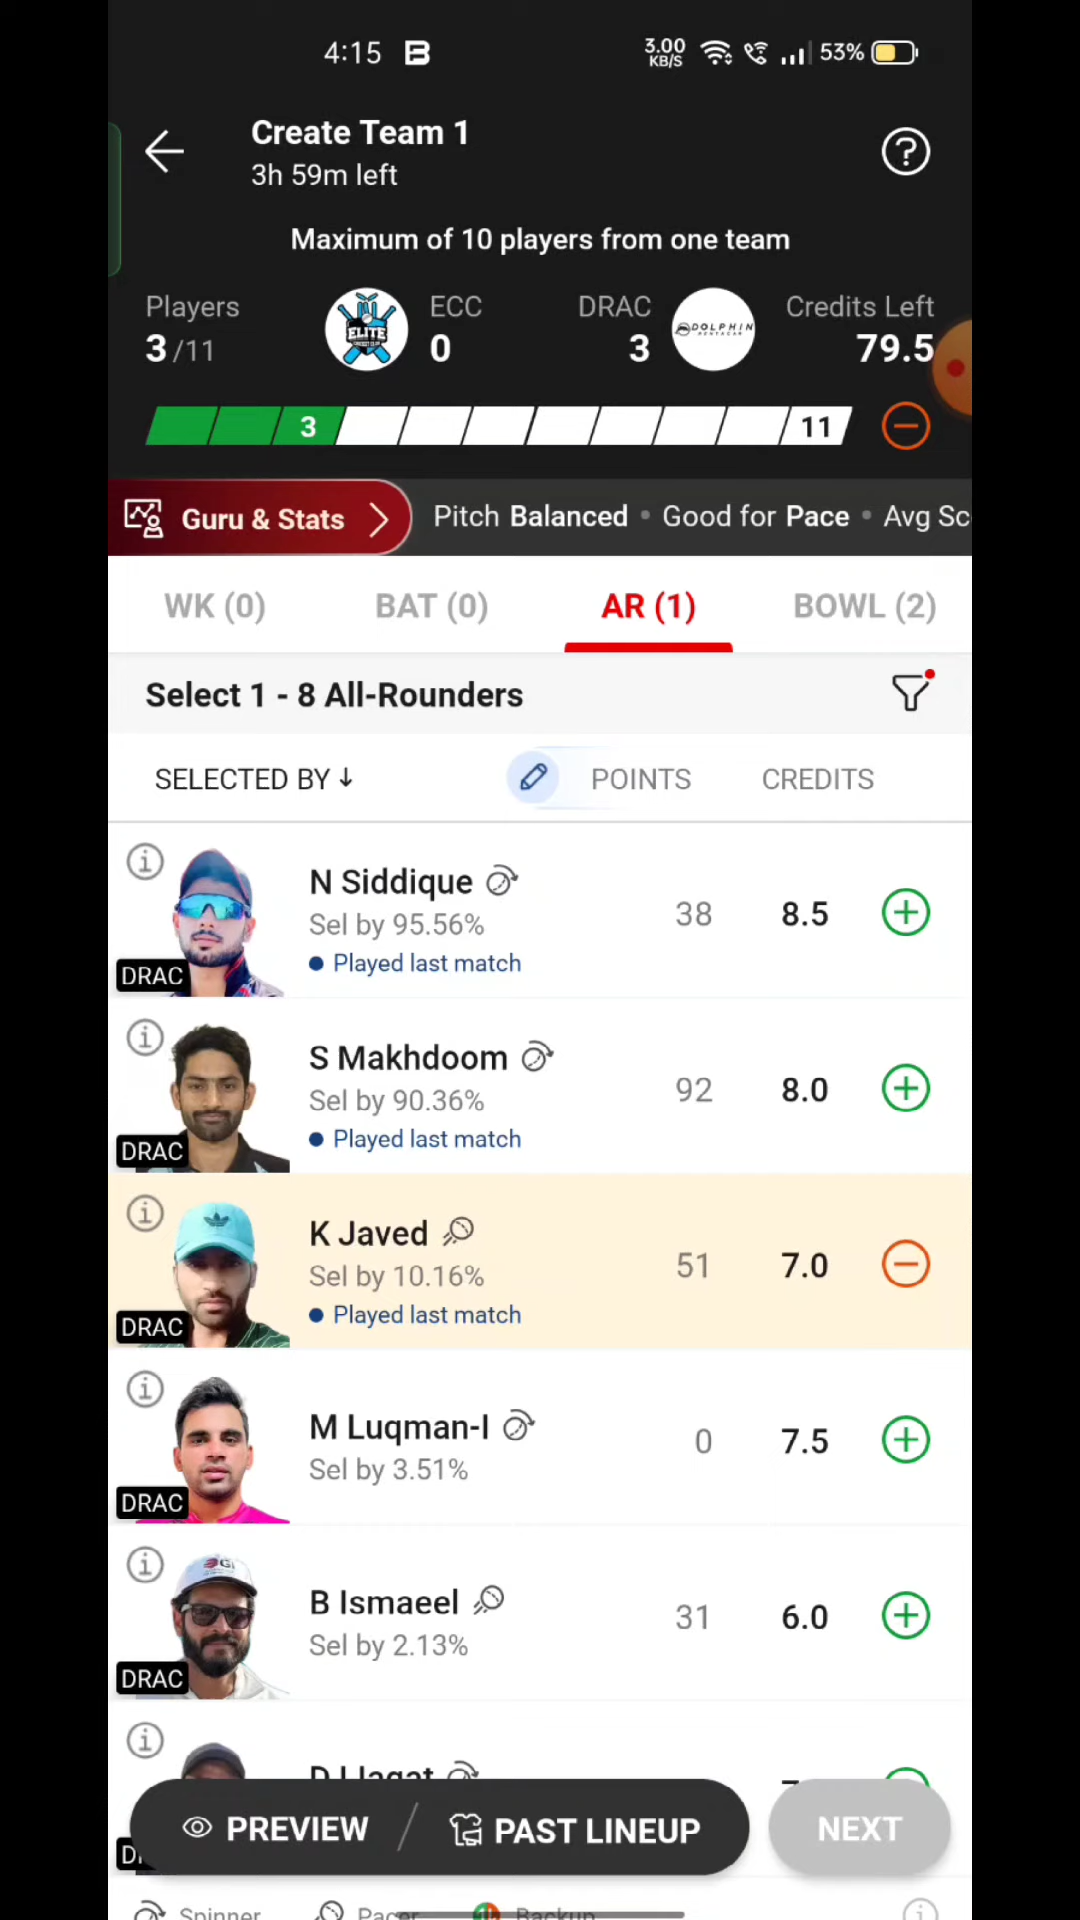 4:15
3.00
KB/S
53%
Create Team 1
3h 59m left
Maximum of 10 players from one team
Players
3/11
ELITE
ECC
0
DRAC
3
DOLPHIN
Credits Left
79.5
3
11
Guru & Stats
Pitch Balanced • Good for Pace • Avg Sc
WK (0)
BAT (0)
AR (1)
BOWL (2)
Select 1 - 8 All-Rounders
SELECTED BY ↓
POINTS
CREDITS
N Siddique
Sel by 95.56%
Played last match
DRAC
38
8.5
S Makhdoom
Sel by 90.36%
Played last match
DRAC
92
8.0
K Javed
Sel by 10.16%
Played last match
DRAC
51
7.0
M Luqman-I
Sel by 3.51%
DRAC
0
7.5
B Ismaeel
Sel by 2.13%
DRAC
31
6.0
PREVIEW
PAST LINEUP
NEXT
Spinner
Pacer
Backup